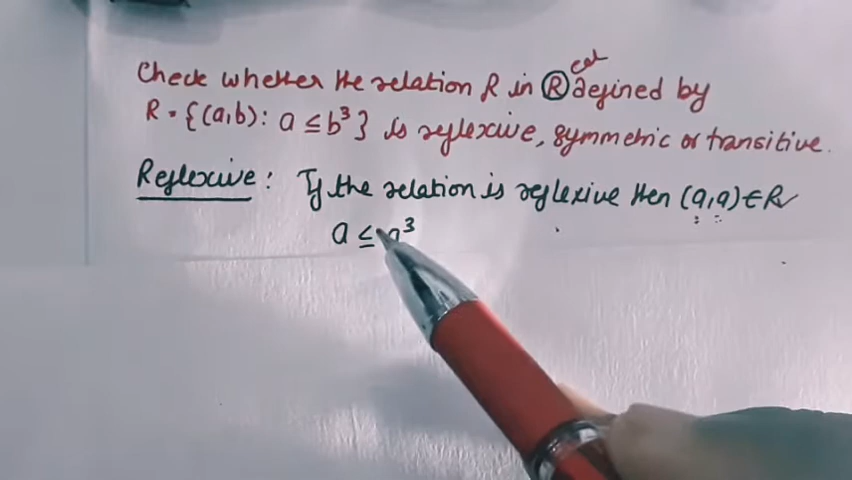 Check whether the relation R in R defined by
R = {(a,b): a ≤ b³} is reflexive, symmetric or transitive.
Reflexive: If the relation is reflexive then (a,a) ∈ R✓
a ≤ a³